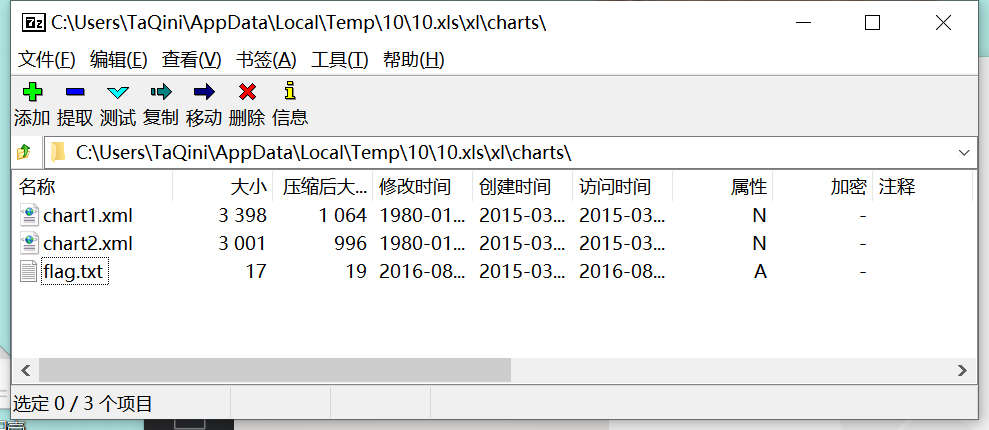 7z C:\Users\TaQini\AppData\Local\Temp\10\10.xls\xl\charts\
文件(F) 编辑(E) 查看(V) 书签(A) 工具(T) 帮助(H)
添加 提取 测试 复制 移动 删除 信息
C:\Users\TaQini\AppData\Local\Temp\10\10.xls\xl\charts\
名称 大小 压缩后大... 修改时间 创建时间 访问时间 属性 加密 注释
chart1.xml 3 398 1 064 1980-01... 2015-03... 2015-03... N -
chart2.xml 3 001 996 1980-01... 2015-03... 2015-03... N -
flag.txt 17 19 2016-08... 2015-03... 2016-08... A -
选定 0 / 3 个项目